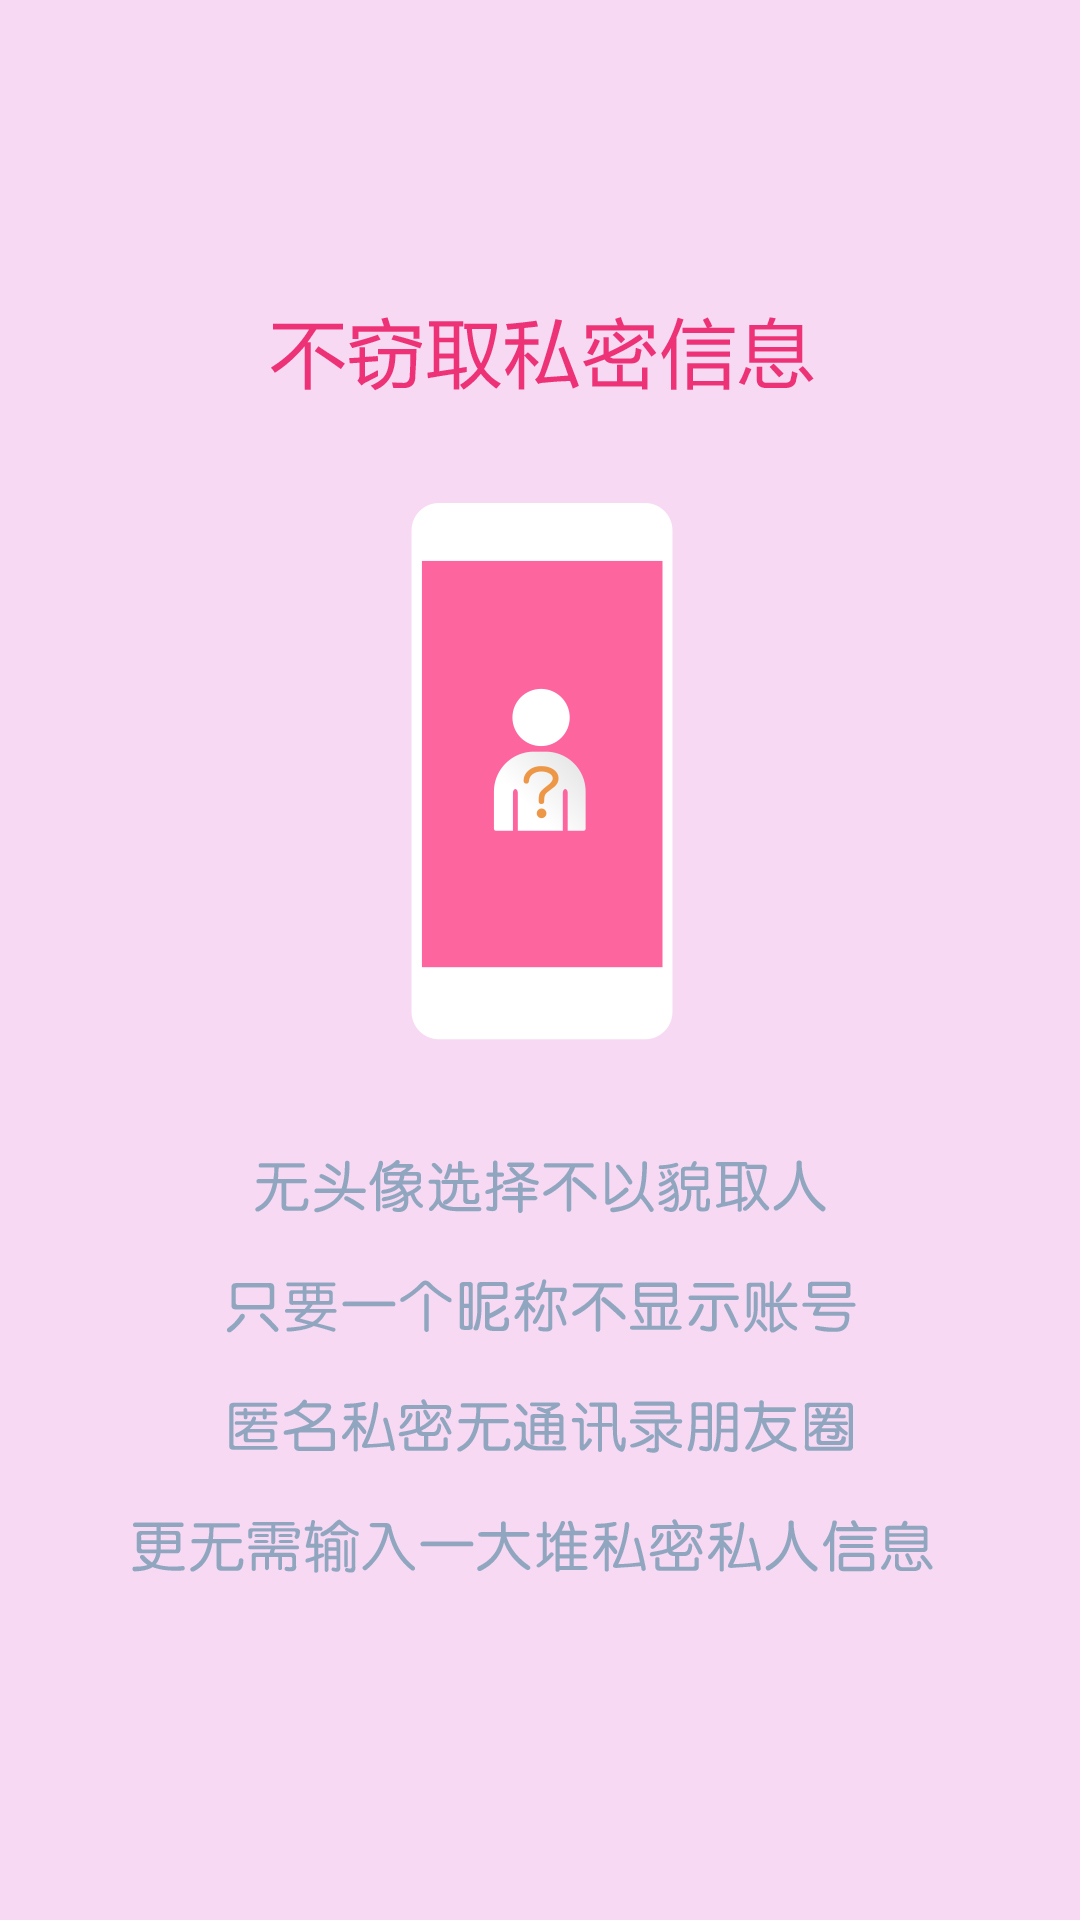 不窃取私密信息
?
无头像选择不以貌取人
只要一个昵称不显示账号
匿名私密无通讯录朋友圈
更无需输入一大堆私密私人信息